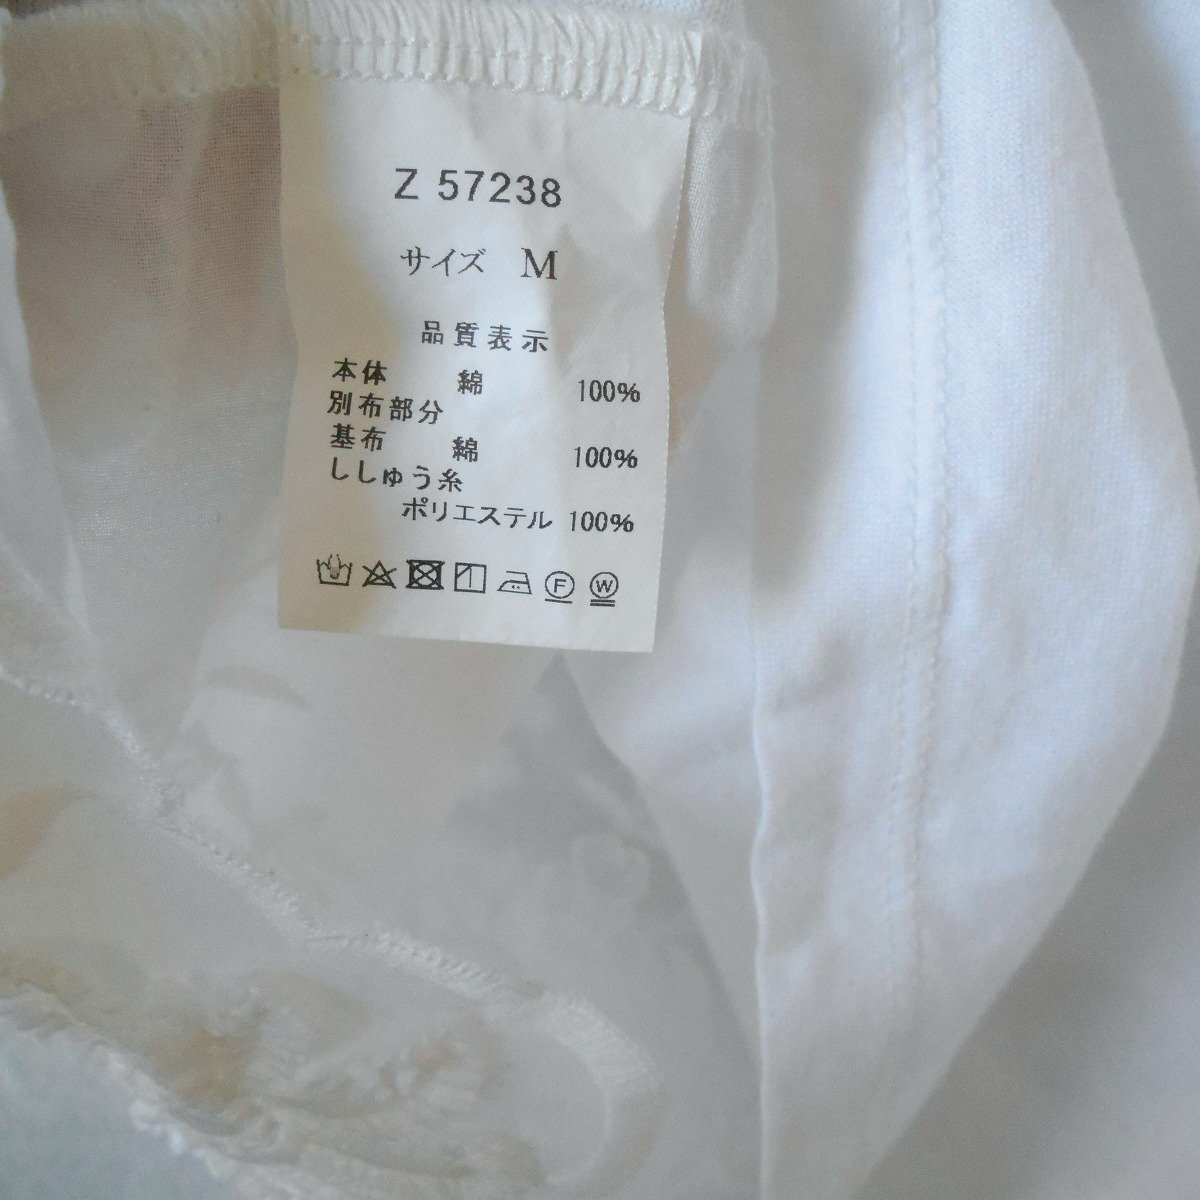 Z 57238
サイズ M
品質表示
本体 綿 100%
別布部分
基布 綿 100%
ししゅう糸
ポリエステル 100%
F W